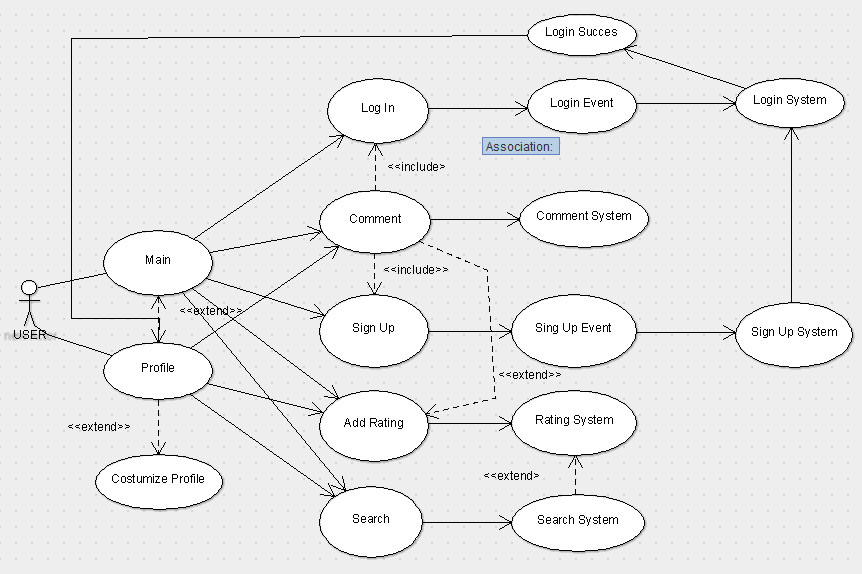 Login Succes
Log In
Login Event
Login System
Association:
<<include>
Comment
Comment System
Main
<<include>>
<<extend>>
USER
Sign Up
Sing Up Event
Sign Up System
Profile
<<extend>>
<<extend>>
Add Rating
Rating System
Costumize Profile
<<extend>
Search
Search System